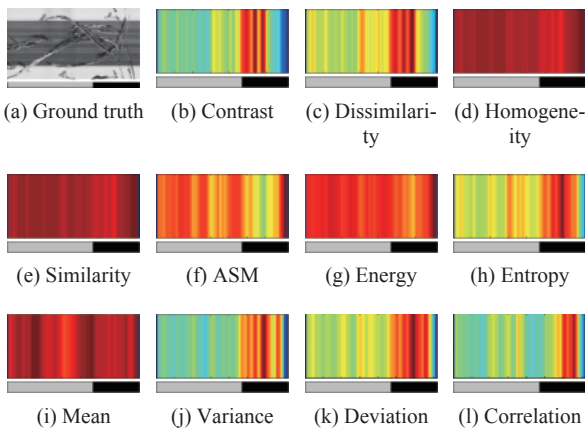 (a) Ground truth
(b) Contrast
(c) Dissimilari-
ty
(d) Homogene-
ity
(e) Similarity
(f) ASM
(g) Energy
(h) Entropy
(i) Mean
(j) Variance
(k) Deviation
(l) Correlation